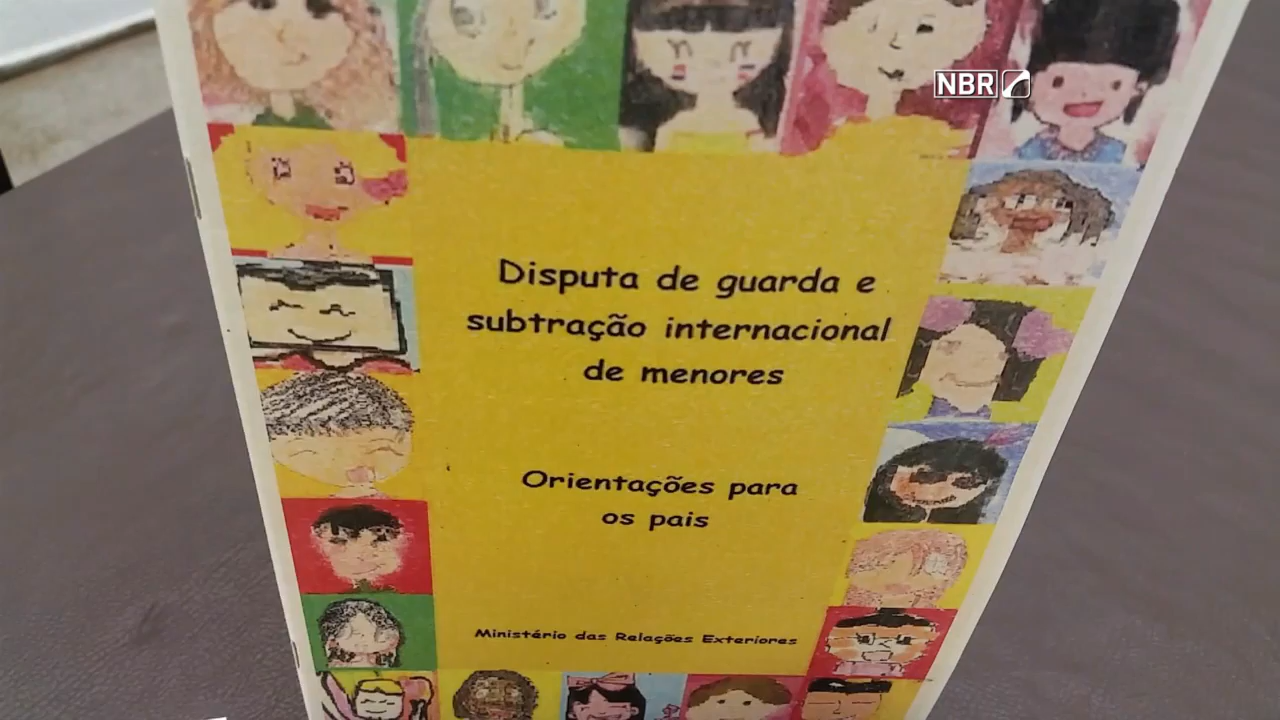 NBR
Disputa de guarda e
subtração internacional
de menores
Orientações para
os pais
Ministério das Relações Exteriores